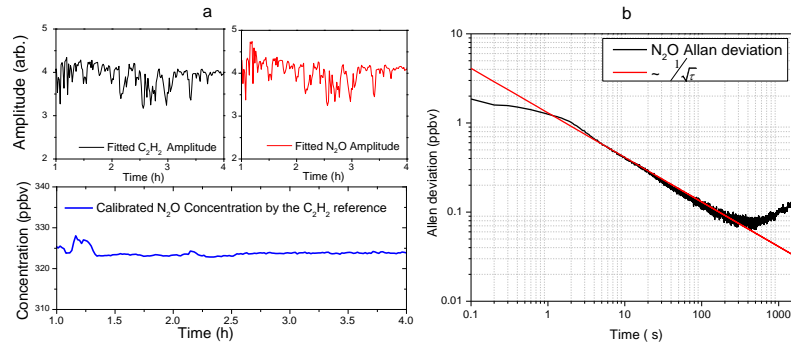 a
b
5
4
3
2
Amplitude (arb.)
1
2
3
4
Time (h)
Fitted C₂H₂ Amplitude
5
4
3
2
1
2
3
4
Time (h)
Fitted N₂O Amplitude
340
330
320
310
Concentration (ppbv)
Calibrated N₂O Concentration by the C₂H₂ reference
1.0
1.5
2.0
2.5
3.0
3.5
4.0
Time (h)
10
1
0.1
0.01
Allen deviation (ppbv)
N₂O Allan deviation
~ 1/√τ
0.1
1
10
100
1000
Time ( s)